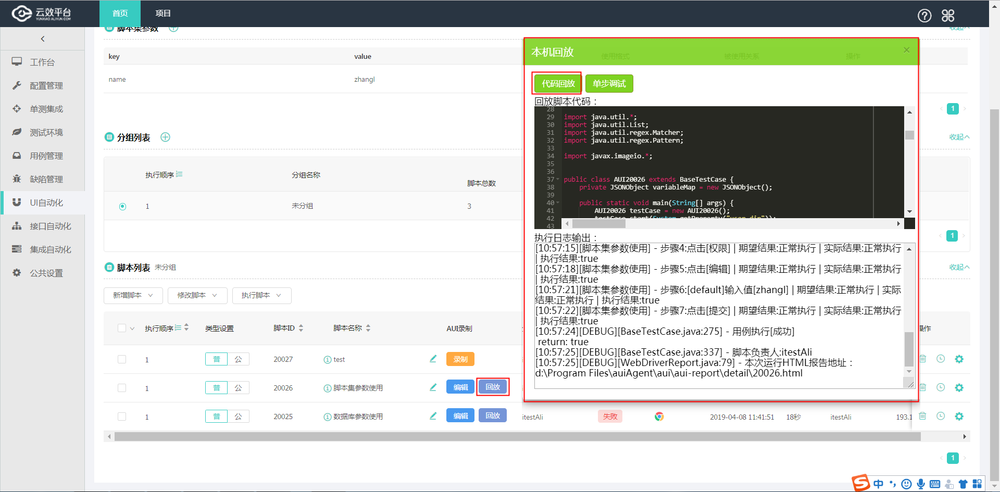 云效平台
YUNXIAO.ALIYUN.COM
首页
项目
工作台
配置管理
单测集成
测试环境
用例管理
缺陷管理
UI自动化
接口自动化
集成自动化
公共设置
脚本集参数
收起
key
value
使用格式
被使用关系
操作
name
zhangl
1
分组列表
收起
执行顺序
分组名称
脚本总数
1
未分组
3
1
脚本列表 未分组
收起
新增脚本
修改脚本
执行脚本
执行顺序
类型设置
脚本ID
脚本名称
AUI录制
操作
1
普 公
20027
test
录制
1
普 公
20026
脚本集参数使用
编辑
回放
1
普 公
20025
数据库参数使用
编辑
回放
itestAli
失败
2019-04-08 11:41:51
18秒
itestAli
193.1
1
本机回放
×
代码回放
单步调试
回放脚本代码：
28
29 import java.util.*;
30 import java.util.List;
31 import java.util.regex.Matcher;
32 import java.util.regex.Pattern;
33
34 import javax.imageio.*;
35
36
37 public class AUI20026 extends BaseTestCase {
38 private JSONObject variableMap = new JSONObject();
39
40 public static void main(String[] args) {
41 AUI20026 testCase = new AUI20026();
42 testCase.start(System.getProperty("user.dir"));
43
执行日志输出：
[10:57:15][脚本集参数使用] - 步骤4:点击[权限] | 期望结果:正常执行 | 实际结果:正常执行
| 执行结果:true
[10:57:18][脚本集参数使用] - 步骤5:点击[编辑] | 期望结果:正常执行 | 实际结果:正常执行
| 执行结果:true
[10:57:21][脚本集参数使用] - 步骤6:[default]输入值[zhangl] | 期望结果:正常执行 | 实际
结果:正常执行 | 执行结果:true
[10:57:22][脚本集参数使用] - 步骤7:点击[提交] | 期望结果:正常执行 | 实际结果:正常执行
| 执行结果:true
[10:57:24][DEBUG][BaseTestCase.java:275] - 用例执行[成功]
return: true
[10:57:25][DEBUG][BaseTestCase.java:337] - 脚本负责人:itestAli
[10:57:25][DEBUG][WebDriverReport.java:79] - 本次运行HTML报告地址：
d:\Program Files\auiAgent\aui\aui-report\detail\20026.html
中